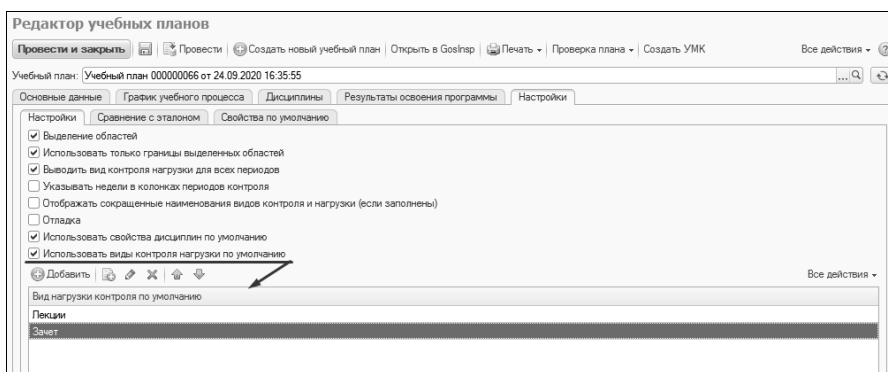 Редактор учебных планов
Провести и закрыть Провести Создать новый учебный план Открыть в GosInsp Печать Проверка плана Создать УМК Все действия
Учебный план: Учебный план 000000066 от 24.09.2020 16:35:55 ...
Основные данные График учебного процесса Дисциплины Результаты освоения программы Настройки
Настройки Сравнение с эталоном Свойства по умолчанию
Выделение областей
Использовать только границы выделенных областей
Выводить вид контроля нагрузки для всех периодов
Указывать недели в колонках периодов контроля
Отображать сокращенные наименования видов контроля и нагрузки (если заполнены)
Отладка
Использовать свойства дисциплин по умолчанию
Использовать виды контроля нагрузки по умолчанию
Добавить Все действия
Вид нагрузки контроля по умолчанию
Лекции
Зачет